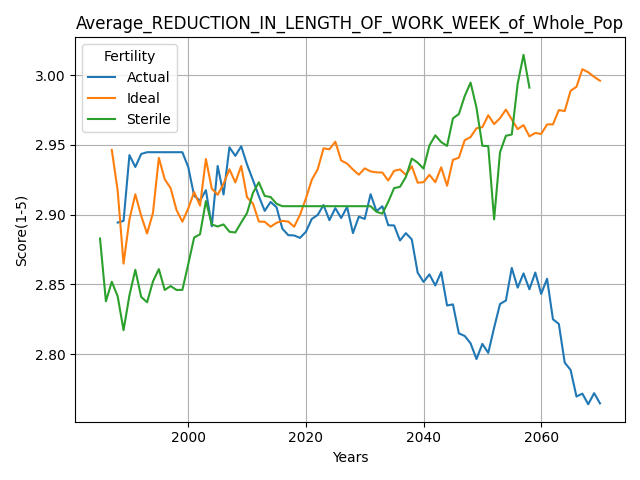 Average_REDUCTION_IN_LENGTH_OF_WORK_WEEK_of_Whole_Pop
Fertility
Actual
Ideal
Sterile
3.00
2.95
2.90
2.85
2.80
Score(1-5)
2000 2020 2040 2060
Years